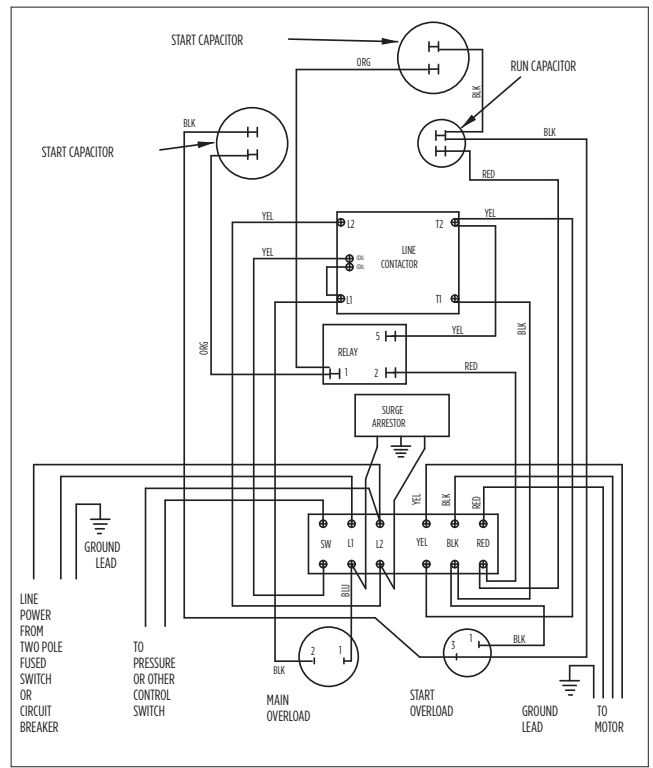 START CAPACITOR
ORG
BLK
RUN CAPACITOR
BLK
BLK
START CAPACITOR
RED
YEL
L2
T2
YEL
YEL
COIL
COIL
LINE
CONTACTOR
L1
T1
BLK
5
YEL
ORG
RELAY
1
2
RED
SURGE
ARRESTOR
YEL
BLK
RED
SW
L1
L2
YEL
BLK
RED
GROUND
LEAD
BLU
LINE
POWER
FROM
TWO POLE
FUSED
SWITCH
OR
CIRCUIT
BREAKER
TO
PRESSURE
OR OTHER
CONTROL
SWITCH
2
1
BLK
MAIN
OVERLOAD
3
1
BLK
START
OVERLOAD
GROUND
LEAD
TO
MOTOR